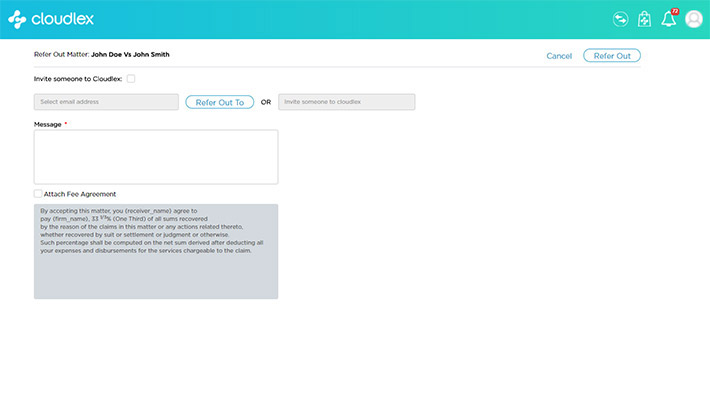 cloudlex
72
Refer Out Matter: John Doe Vs John Smith
Cancel
Refer Out
Invite someone to Cloudlex:
Select email address
Refer Out To
OR
Invite someone to cloudlex
Message *
Attach Fee Agreement
By accepting this matter, you {receiver_name} agree to
pay {firm_name}, 33 1/3% (One Third) of all sums recovered
by the reason of the claims in this matter or any actions related thereto,
whether recovered by suit or settlement or judgment or otherwise.
Such percentage shall be computed on the net sum derived after deducting all
your expenses and disbursements for the services chargeable to the claim.